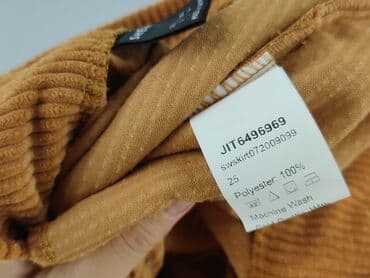 JIT6496969
swskirt072009099
25
Polyester: 100%
Machine Wash